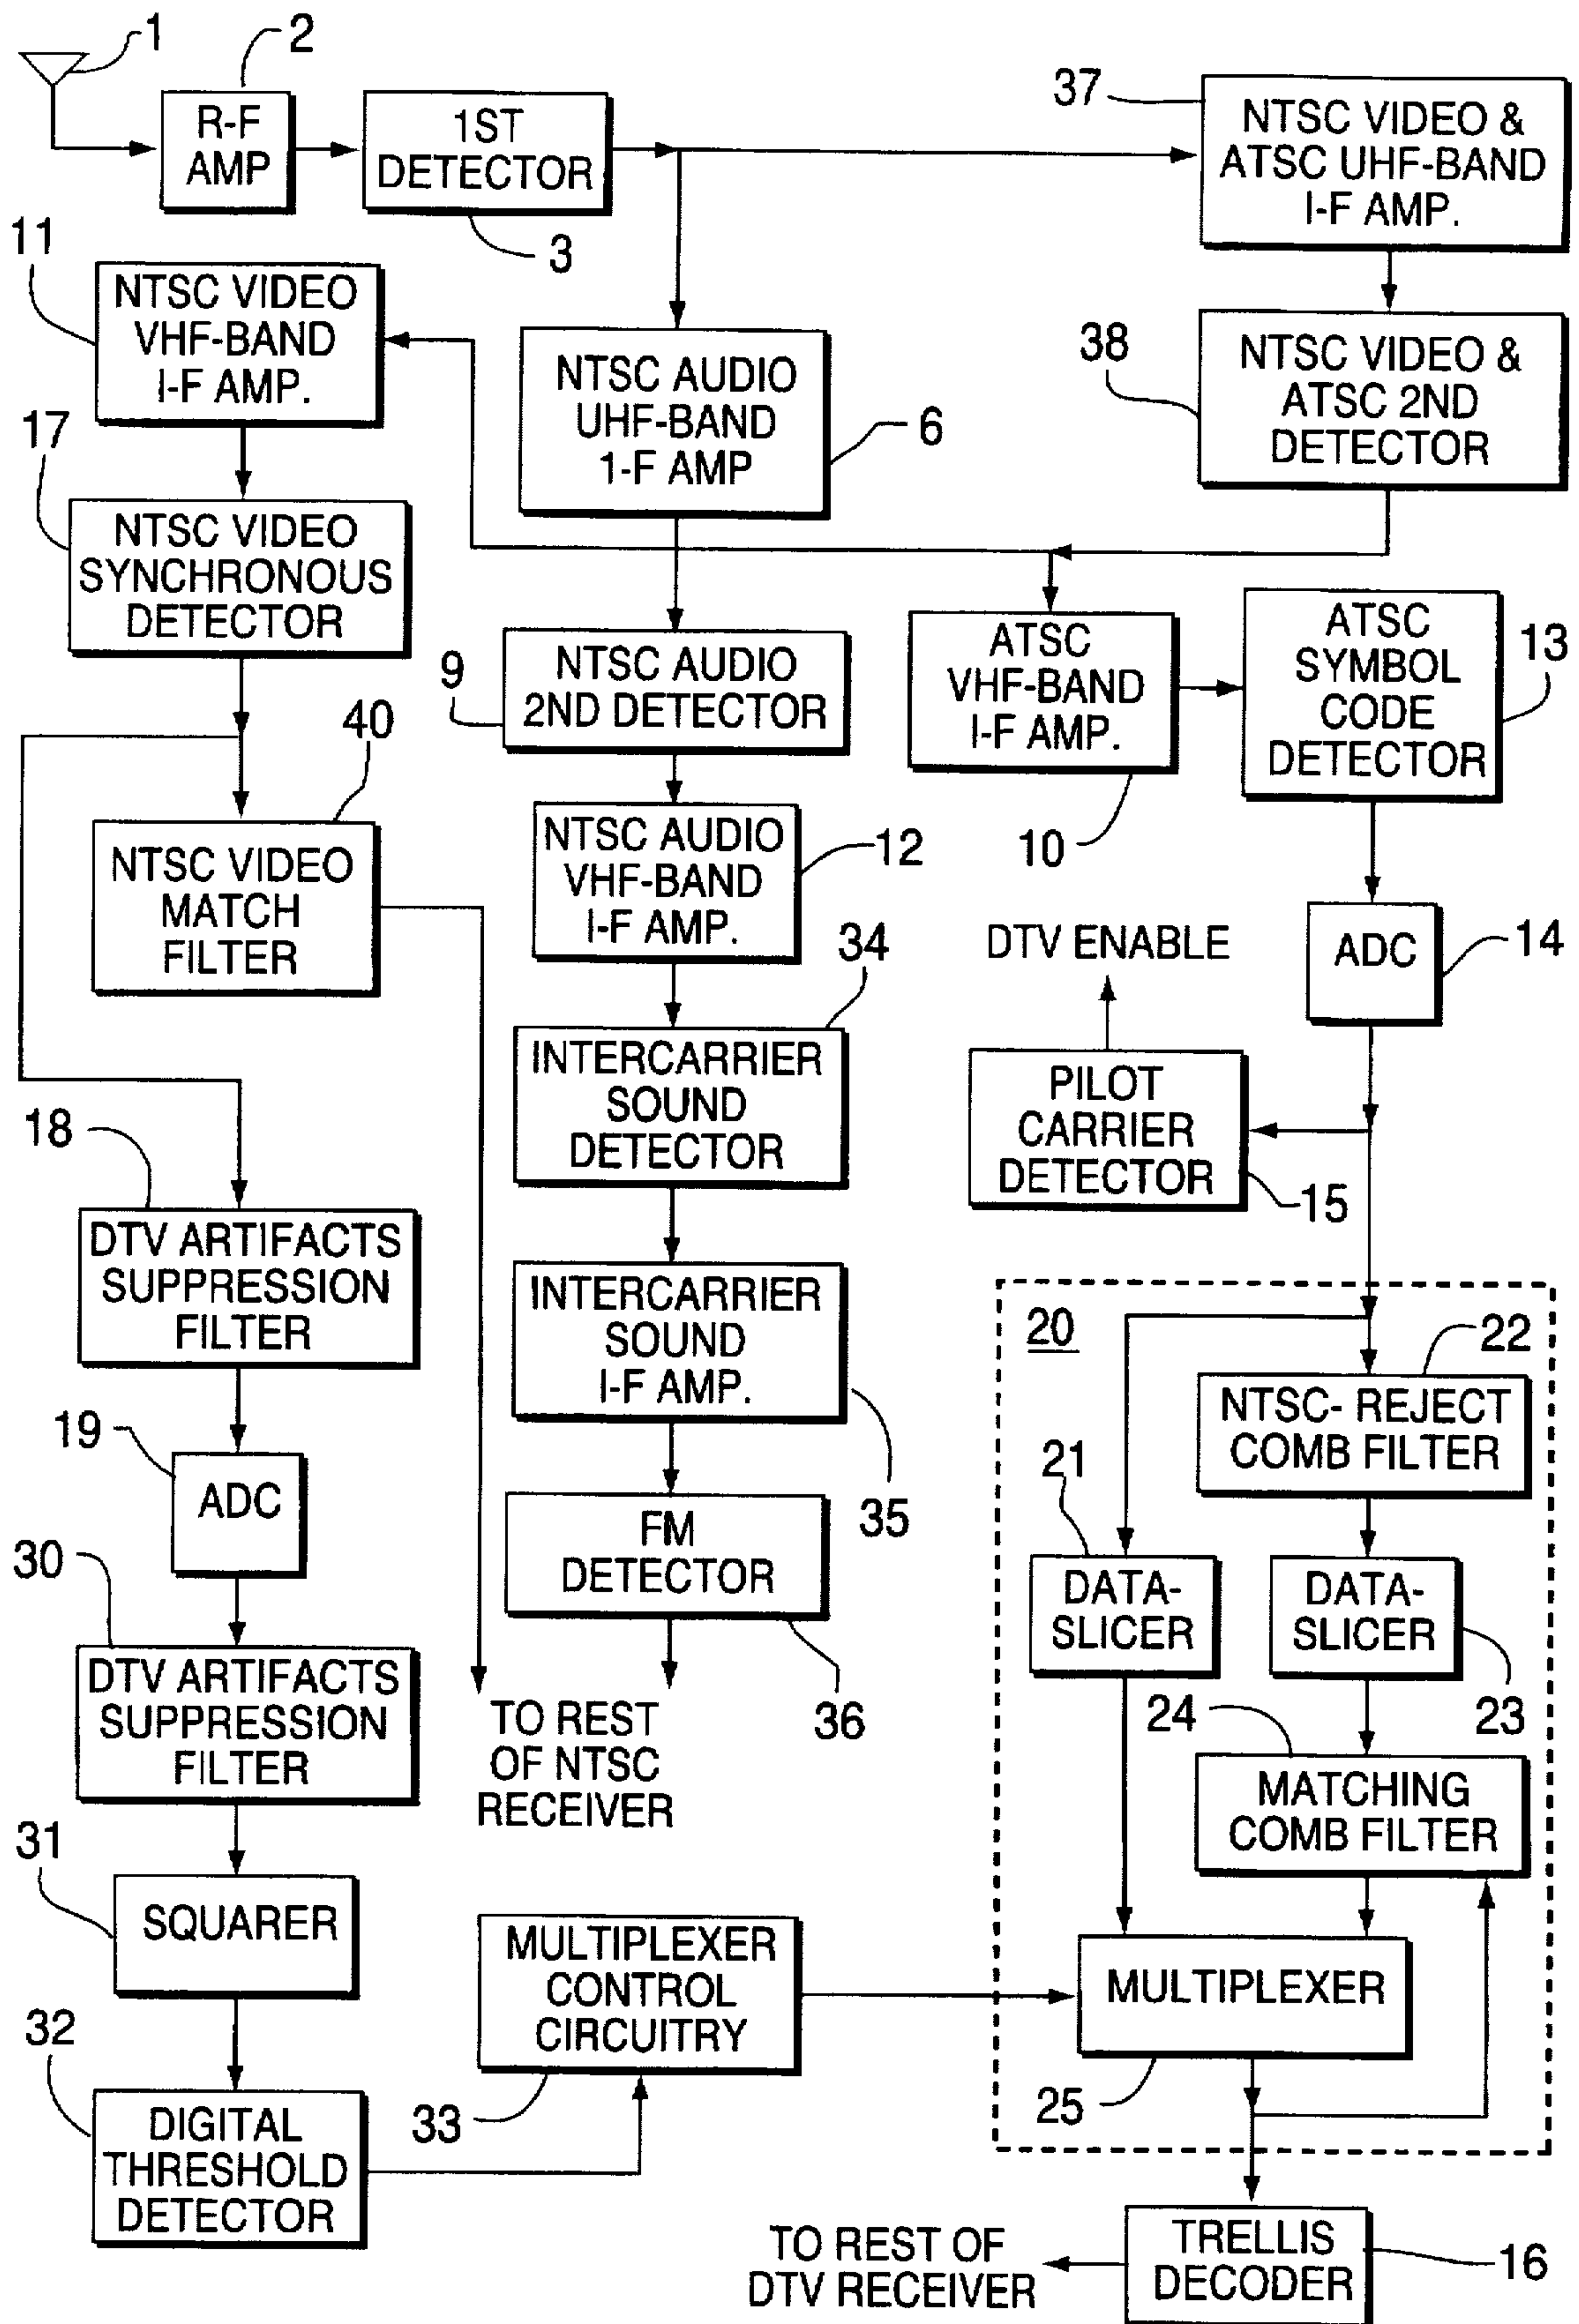 1
2
R-F
AMP
1ST
DETECTOR
3
37
NTSC VIDEO &
ATSC UHF-BAND
I-F AMP.
11
NTSC VIDEO
VHF-BAND
I-F AMP.
NTSC AUDIO
UHF-BAND
1-F AMP
6
38
NTSC VIDEO &
ATSC 2ND
DETECTOR
17
NTSC VIDEO
SYNCHRONOUS
DETECTOR
9
NTSC AUDIO
2ND DETECTOR
ATSC
VHF-BAND
I-F AMP.
10
ATSC
SYMBOL
CODE
DETECTOR
13
40
NTSC VIDEO
MATCH
FILTER
NTSC AUDIO
VHF-BAND
I-F AMP.
12
DTV ENABLE
ADC
14
34
INTERCARRIER
SOUND
DETECTOR
PILOT
CARRIER
DETECTOR
15
18
DTV ARTIFACTS
SUPPRESSION
FILTER
INTERCARRIER
SOUND
I-F AMP.
35
20
22
NTSC- REJECT
COMB FILTER
19
ADC
FM
DETECTOR
36
21
DATA-
SLICER
DATA-
SLICER
23
30
DTV ARTIFACTS
SUPPRESSION
FILTER
TO REST
OF NTSC
RECEIVER
24
MATCHING
COMB FILTER
31
SQUARER
MULTIPLEXER
CONTROL
CIRCUITRY
33
MULTIPLEXER
25
32
DIGITAL
THRESHOLD
DETECTOR
TO REST OF
DTV RECEIVER
TRELLIS
DECODER
16